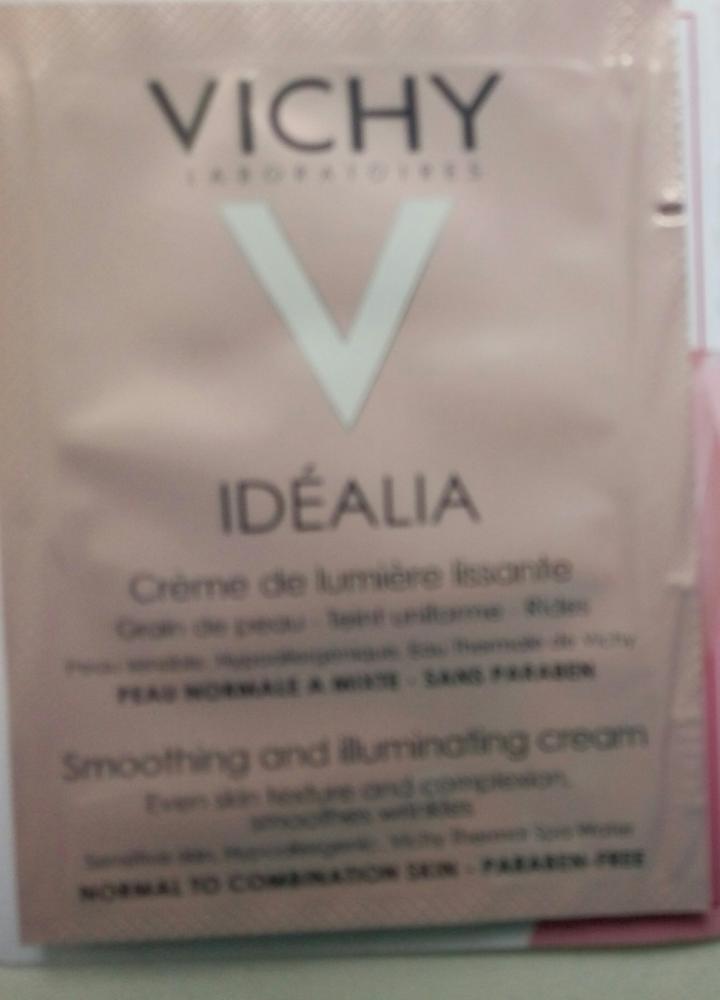 VICHY
LABORATOIRES
V
IDÉALIA
Crème de lumière lissante
Grain de peau - Teint uniforme - Rides
Peau sensible. Hypoallergénique. Eau Thermale de Vichy
PEAU NORMALE A MIXTE - SANS PARABEN
Smoothing and illuminating cream
Even skin texture and complexion,
smoothes wrinkles
Sensitive skin. Hypoallergenic. Vichy Thermal Spa Water
NORMAL TO COMBINATION SKIN - PARABEN-FREE